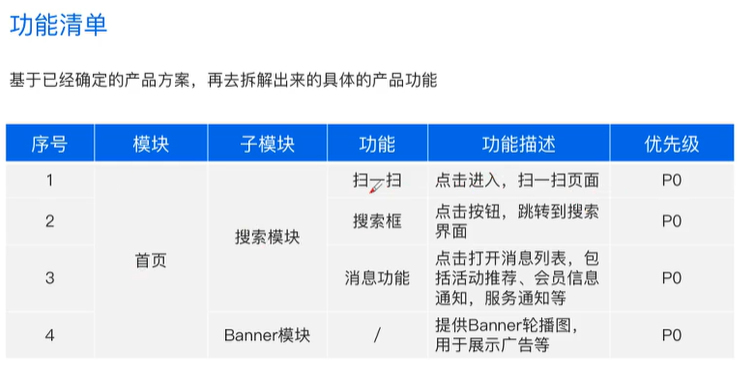 功能清单
基于已经确定的产品方案，再去拆解出来的具体的产品功能
序号 模块 子模块 功能 功能描述 优先级
1 首页 搜索模块 扫一扫 点击进入，扫一扫页面 P0
2 搜索框 点击按钮，跳转到搜索
界面 P0
3 消息功能 点击打开消息列表，包
括活动推荐、会员信息
通知，服务通知等 P0
4 Banner模块 / 提供Banner轮播图，
用于展示广告等 P0